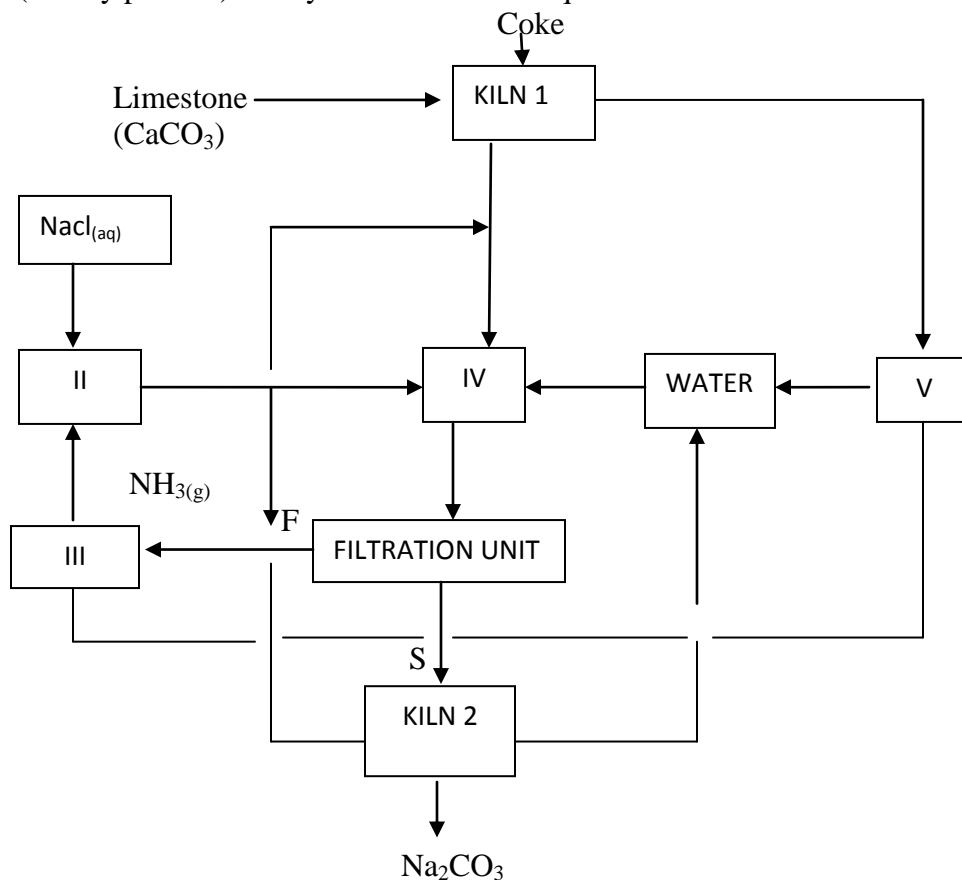 Coke
KILN 1
Limestone
(CaCO₃)
Nacl(aq)
II
IV
WATER
V
NH₃(g)
F
III
FILTRATION UNIT
S
KILN 2
Na₂CO₃